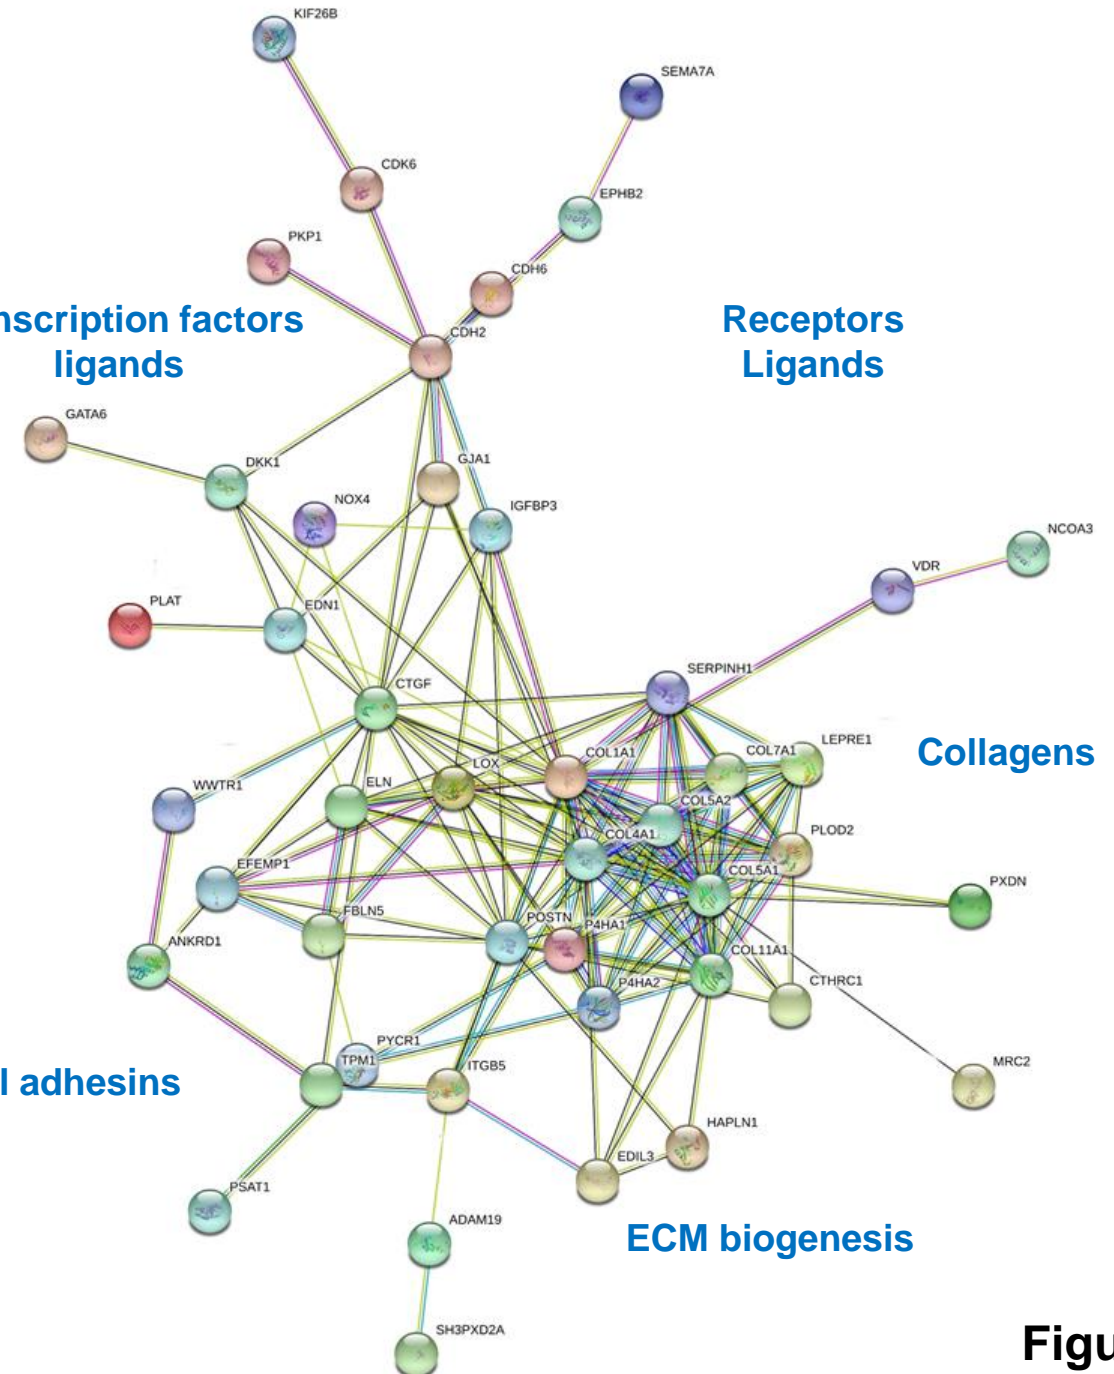 KIF26B
SEMA7A
CDK6
EPHB2
PKP1
CDH6
nscription factors
ligands
Receptors
Ligands
CDH2
GATA6
DKK1
GJA1
NOX4
IGFBP3
NCOA3
VDR
PLAT
EDN1
SERPINH1
CTGF
LEPRE1
COL1A1
COL7A1
Collagens
LOX
ELN
WWTR1
COL5A2
COL4A1
PLOD2
EFEMP1
COL5A1
PXDN
FBLN5
POSTN
P4HA1
ANKRD1
COL11A1
P4HA2
CTHRC1
PYCR1
TPM1
ITGB5
MRC2
l adhesins
HAPLN1
EDIL3
PSAT1
ADAM19
ECM biogenesis
SH3PXD2A
Figu